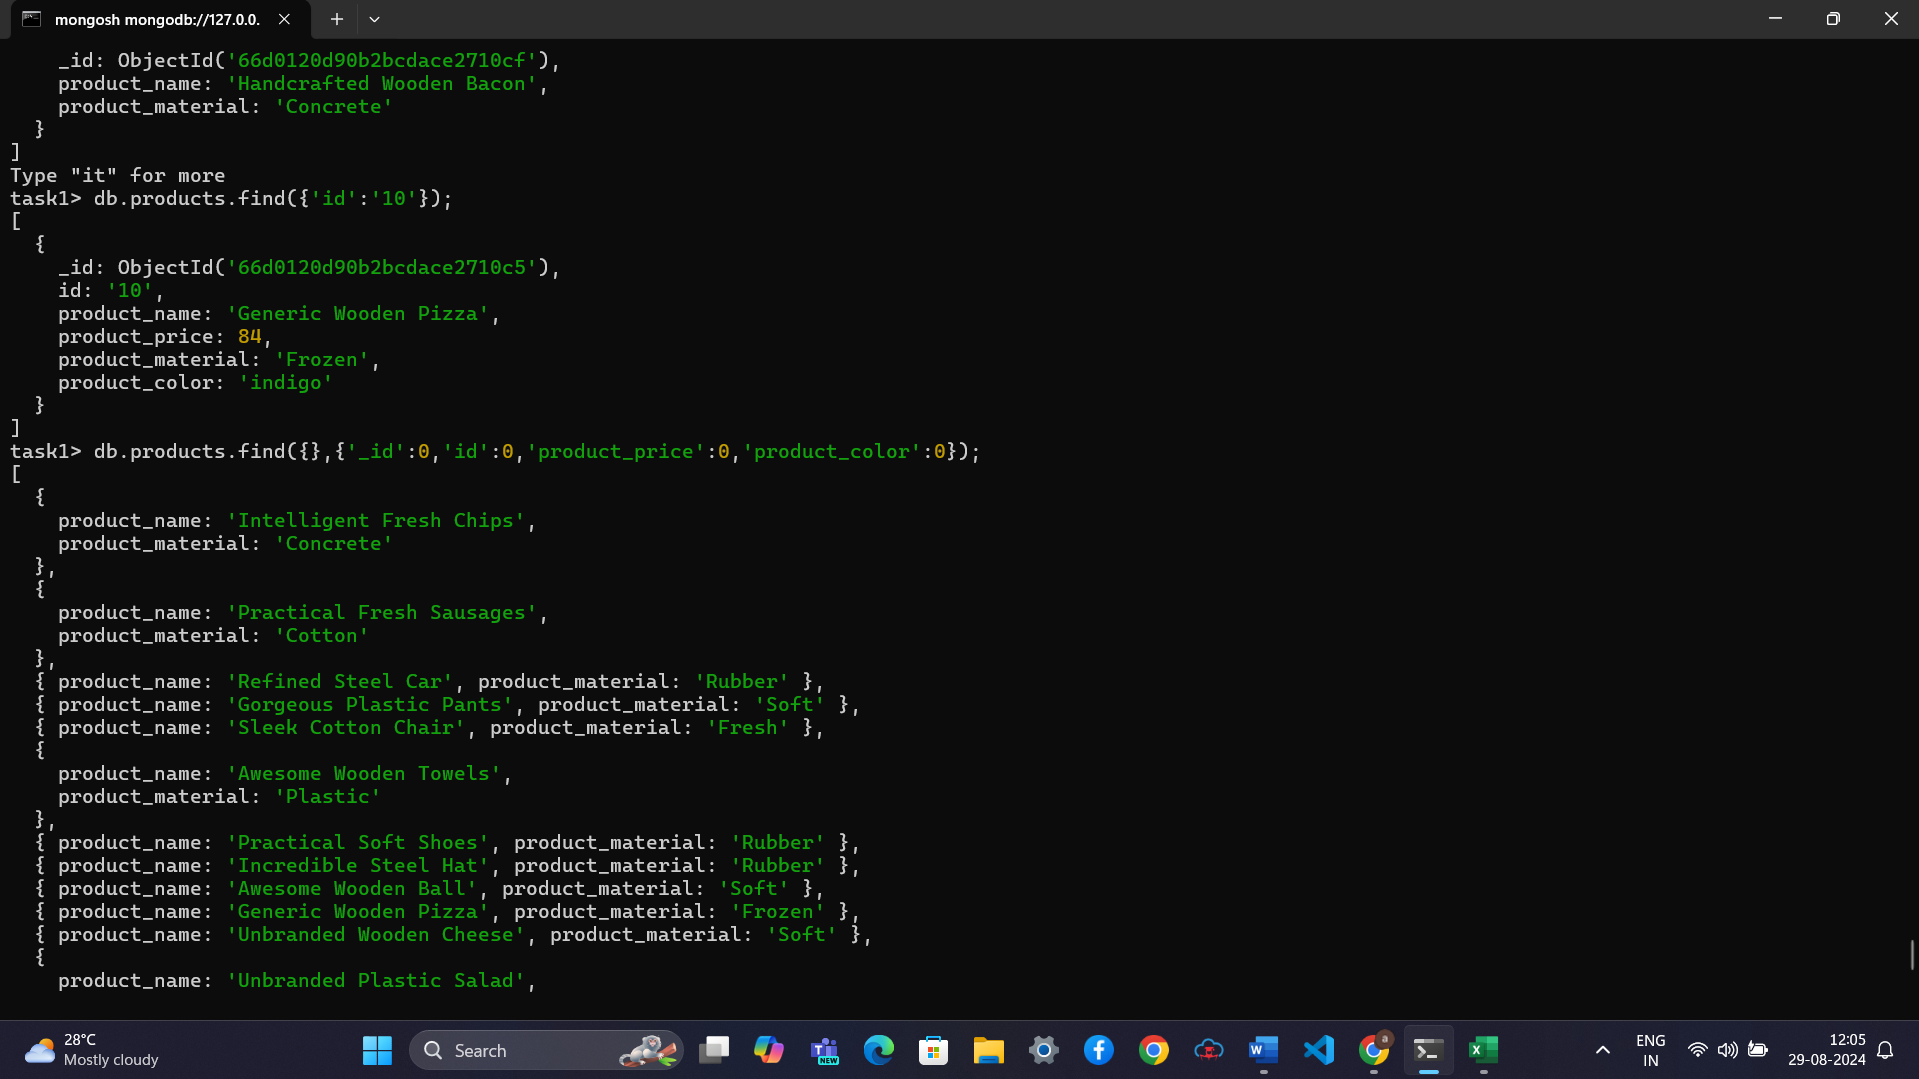 mongosh mongodb://127.0.0.
    _id: ObjectId('66d0120d90b2bcdace2710cf'),
    product_name: 'Handcrafted Wooden Bacon',
    product_material: 'Concrete'
  }
]
Type "it" for more
task1> db.products.find({'id':'10'});
[
  {
    _id: ObjectId('66d0120d90b2bcdace2710c5'),
    id: '10',
    product_name: 'Generic Wooden Pizza',
    product_price: 84,
    product_material: 'Frozen',
    product_color: 'indigo'
  }
]
task1> db.products.find({},{'_id':0,'id':0,'product_price':0,'product_color':0});
[
  {
    product_name: 'Intelligent Fresh Chips',
    product_material: 'Concrete'
  },
  {
    product_name: 'Practical Fresh Sausages',
    product_material: 'Cotton'
  },
  { product_name: 'Refined Steel Car', product_material: 'Rubber' },
  { product_name: 'Gorgeous Plastic Pants', product_material: 'Soft' },
  { product_name: 'Sleek Cotton Chair', product_material: 'Fresh' },
  {
    product_name: 'Awesome Wooden Towels',
    product_material: 'Plastic'
  },
  { product_name: 'Practical Soft Shoes', product_material: 'Rubber' },
  { product_name: 'Incredible Steel Hat', product_material: 'Rubber' },
  { product_name: 'Awesome Wooden Ball', product_material: 'Soft' },
  { product_name: 'Generic Wooden Pizza', product_material: 'Frozen' },
  { product_name: 'Unbranded Wooden Cheese', product_material: 'Soft' },
  {
    product_name: 'Unbranded Plastic Salad',
28°C
Mostly cloudy
Search
NEW
ENG
IN
12:05
29-08-2024